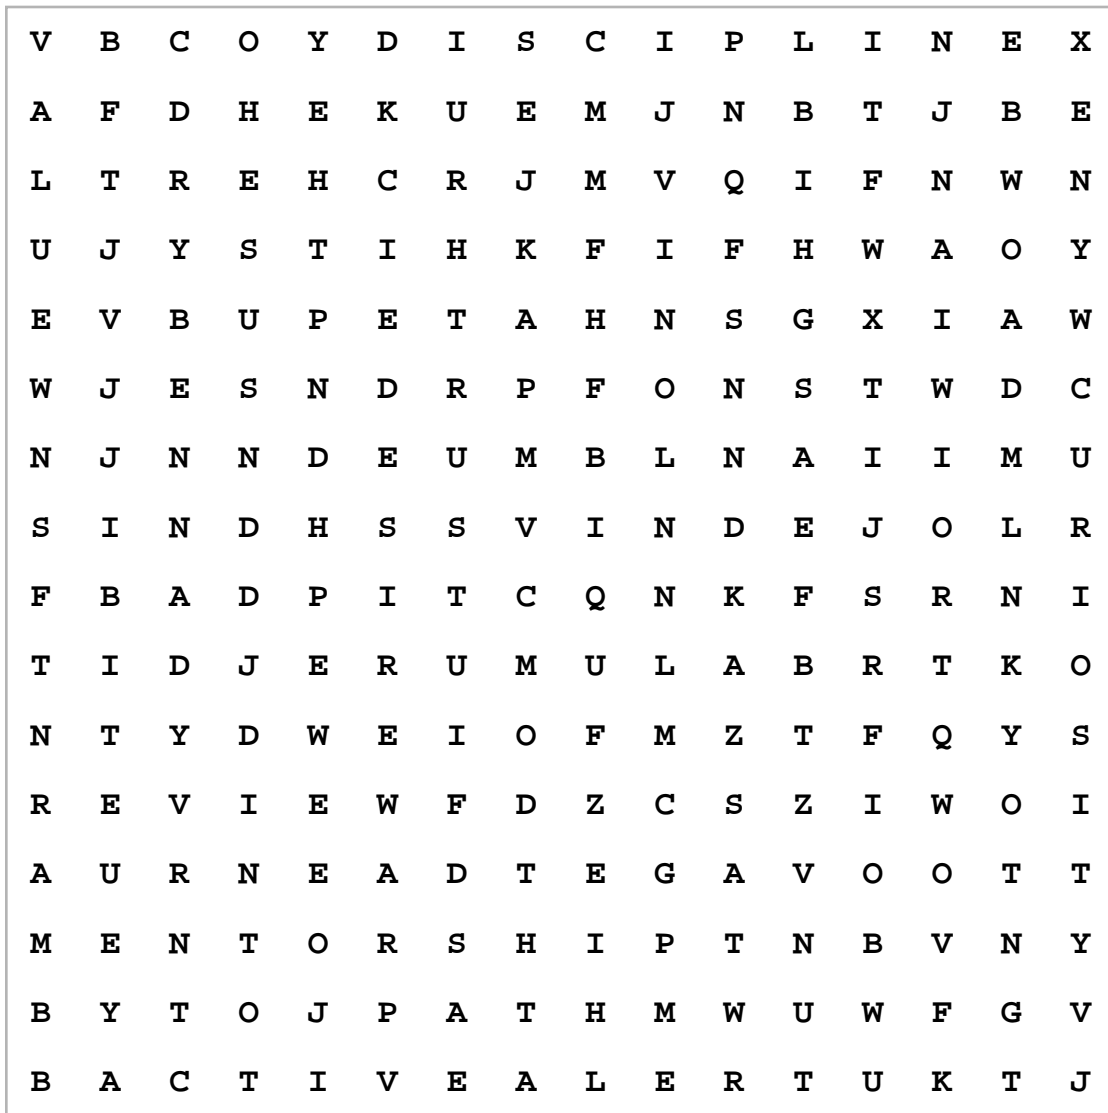 V B C O Y D I S C I P L I N E X
A F D H E K U E M J N B T J B E
L T R E H C R J M V Q I F N W N
U J Y S T I H K F I F H W A O Y
E V B U P E T A H N S G X I A W
W J E S N D R P F O N S T W D C
N J N N D E U M B L N A I I M U
S I N D H S S V I N D E J O L R
F B A D P I T C Q N K F S R N I
T I D J E R U M U L A B R T K O
N T Y D W E I O F M Z T F Q Y S
R E V I E W F D Z C S Z I W O I
A U R N E A D T E G A V O O T T
M E N T O R S H I P T N B V N Y
B Y T O J P A T H M W U W F G V
B A C T I V E A L E R T U K T J